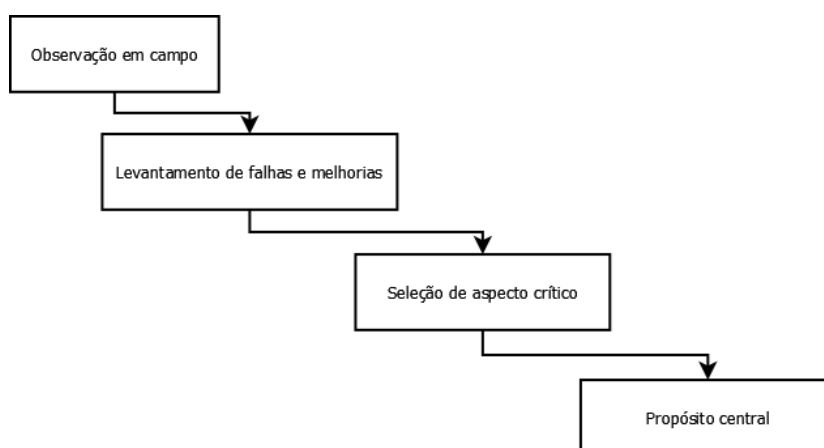 Observação em campo
Levantamento de falhas e melhorias
Seleção de aspecto crítico
Propósito central